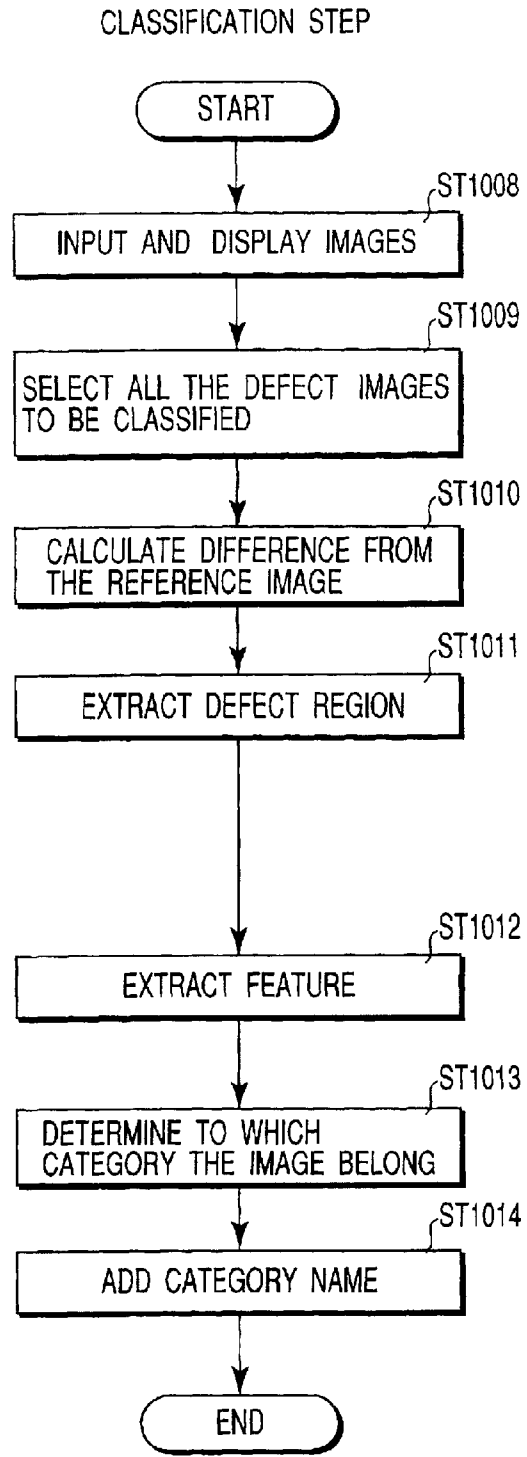 CLASSIFICATION STEP
START
ST1008
INPUT AND DISPLAY IMAGES
ST1009
SELECT ALL THE DEFECT IMAGES
TO BE CLASSIFIED
ST1010
CALCULATE DIFFERENCE FROM
THE REFERENCE IMAGE
ST1011
EXTRACT DEFECT REGION
ST1012
EXTRACT FEATURE
ST1013
DETERMINE TO WHICH
CATEGORY THE IMAGE BELONG
ST1014
ADD CATEGORY NAME
END